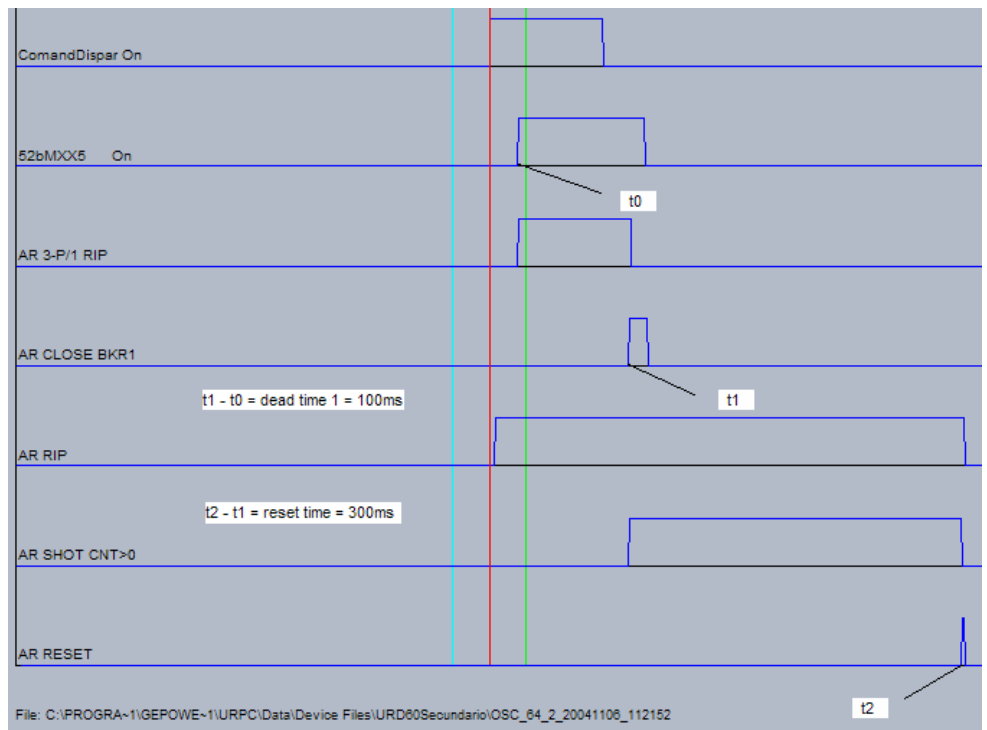 ComandDispar On
52bMXX5 On
t0
AR 3-P/1 RIP
AR CLOSE BKR1
t1 - t0 = dead time 1 = 100ms
t1
AR RIP
t2 - t1 = reset time = 300ms
AR SHOT CNT>0
AR RESET
t2
File: C:\PROGRA~1\GEPOWE~1\URPC\Data\Device Files\URD60Secundario\OSC_64_2_20041106_112152